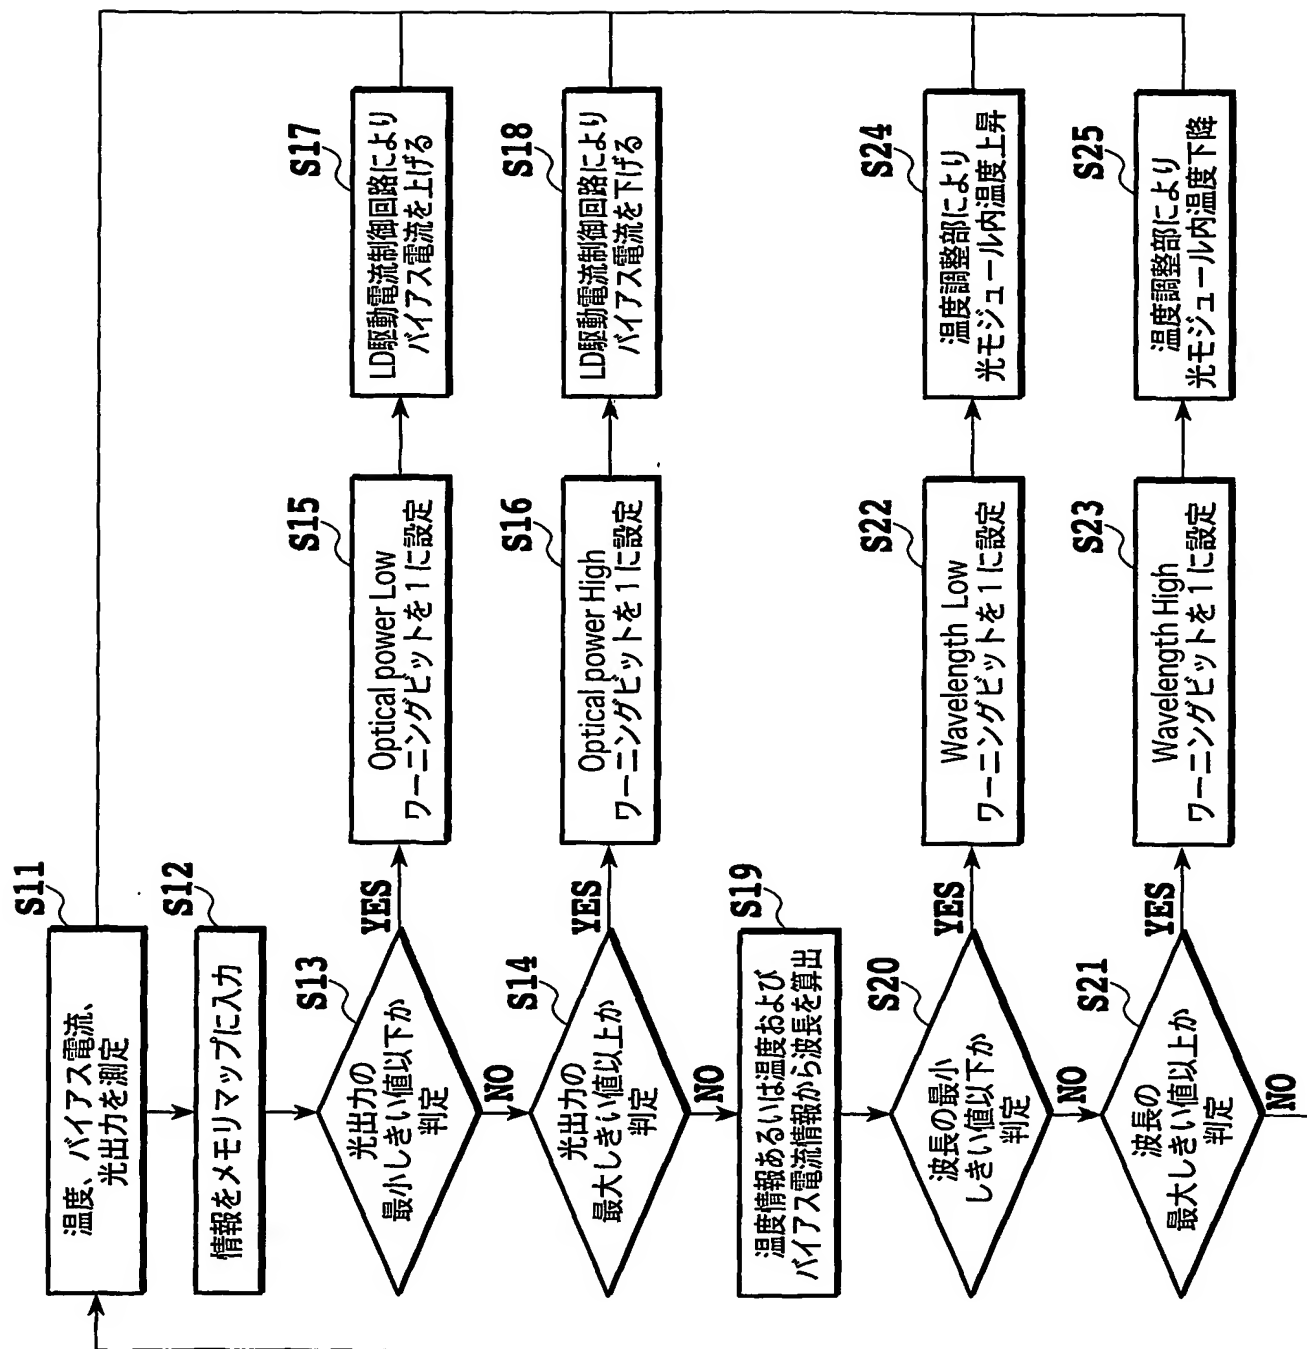 S11
温度、バイアス電流、
光出力を測定
S12
情報をメモリマップに入力
S13
光出力の
最小しきい値以下か
判定
YES
NO
S15
Optical power Low
ワーニングビットを1に設定
S17
LD駆動電流制御回路により
バイアス電流を上げる
S14
光出力の
最大しきい値以上か
判定
YES
NO
S16
Optical power High
ワーニングビットを1に設定
S18
LD駆動電流制御回路により
バイアス電流を下げる
S19
温度情報あるいは温度および
バイアス電流情報から波長を算出
S20
波長の最小
しきい値以下か
判定
YES
NO
S22
Wavelength Low
ワーニングビットを1に設定
S24
温度調整部により
光モジュール内温度上昇
S21
波長の
最大しきい値以上か
判定
YES
NO
S23
Wavelength High
ワーニングビットを1に設定
S25
温度調整部により
光モジュール内温度下降